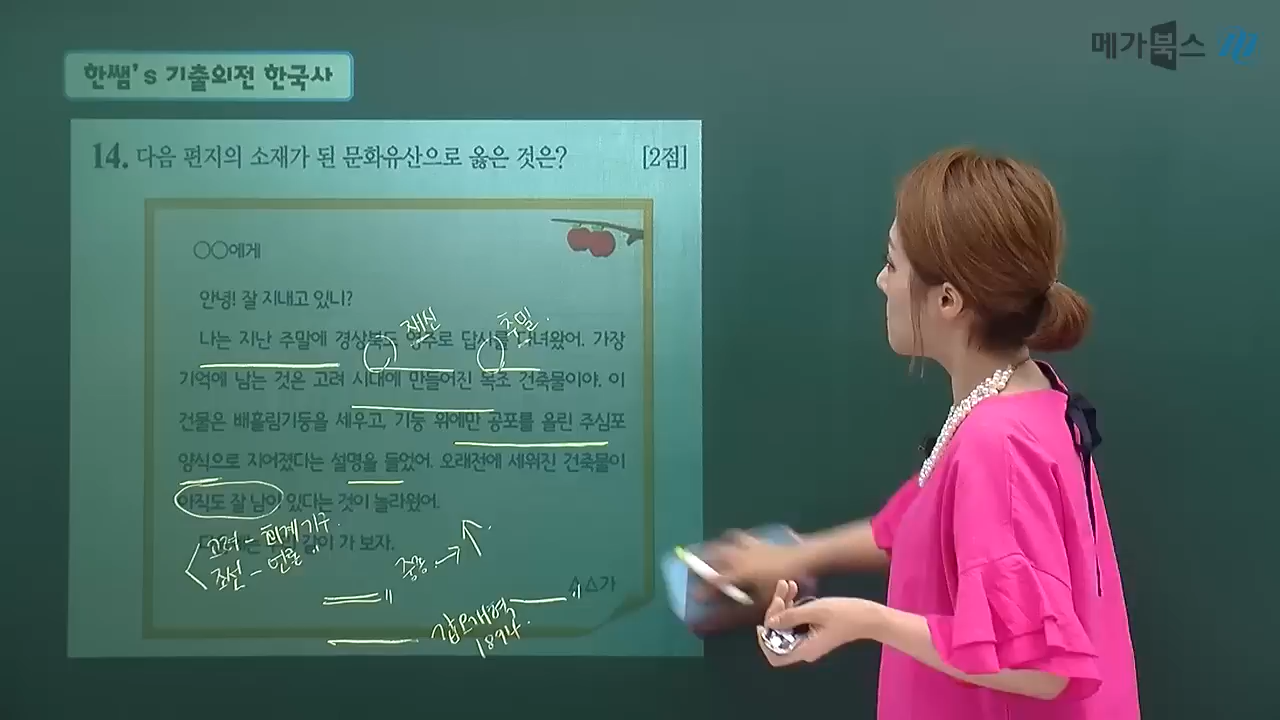 메가북스
한쌤's 기출의전 한국사
14. 다음 편지의 소재가 된 문화유산으로 옳은 것은? [2점]
○○에게
안녕! 잘 지내고 있니?
재신 추밀
나는 지난 주말에 경상북도 영주로 답사를 다녀왔어. 가장
기억에 남는 것은 고려 시대에 만들어진 목조 건축물이야. 이
건물은 배흘림기둥을 세우고, 기둥 위에만 공포를 올린 주심포
양식으로 지어졌다는 설명을 들었어. 오래전에 세워진 건축물이
아직도 잘 남아 있다는 것이 놀라웠어.
고려 - 회계기구
같이 가 보자.
조선 - 언론
중앙 →
△△가
갑오개혁
1894.